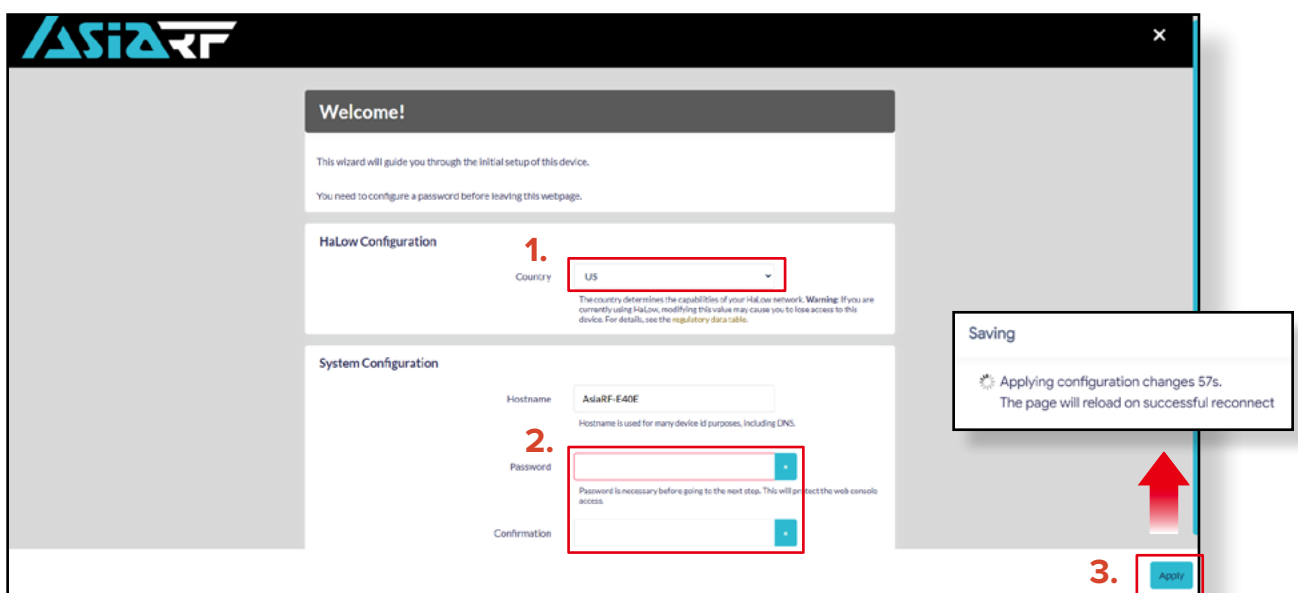 AsiaRF
×
Welcome!
This wizard will guide you through the initial setup of this device.
You need to configure a password before leaving this webpage.
HaLow Configuration
1.
Country
US
The country determines the capabilities of your HaLow network. Warning: If you are
currently using HaLow, modifying this value may cause you to lose access to this
device. For details, see the regulatory data table.
System Configuration
Hostname
AsiaRF-E40E
Hostname is used for many device id purposes, including DNS.
2.
Password
*
Password is necessary before going to the next step. This will protect the web console
access.
Confirmation
*
Saving
Applying configuration changes 57s.
The page will reload on successful reconnect
3.
Apply